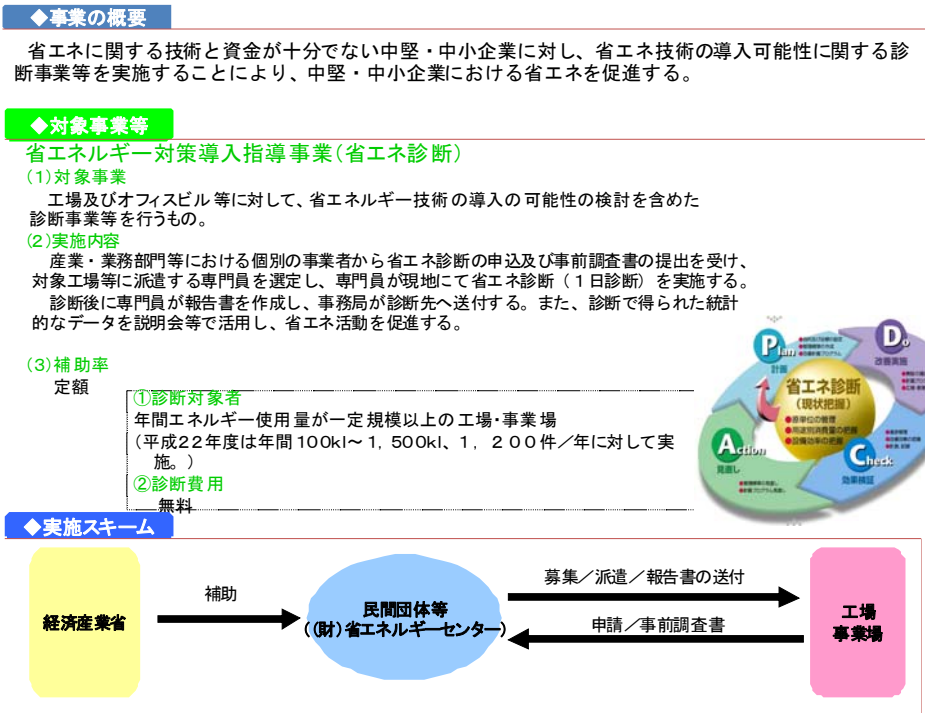 ◆事業の概要
省エネに関する技術と資金が十分でない中堅・中小企業に対し、省エネ技術の導入可能性に関する診
断事業等を実施することにより、中堅・中小企業における省エネを促進する。
◆対象事業等
省エネルギー対策導入指導事業(省エネ診断)
(1)対象事業
工場及びオフィスビル等に対して、省エネルギー技術の導入の可能性の検討を含めた
診断事業等を行うもの。
(2)実施内容
産業・業務部門等における個別の事業者から省エネ診断の申込及び事前調査書の提出を受け、
対象工場等に派遣する専門員を選定し、専門員が現地にて省エネ診断(1日診断)を実施する。
診断後に専門員が報告書を作成し、事務局が診断先へ送付する。また、診断で得られた統計
的なデータを説明会等で活用し、省エネ活動を促進する。
(3)補助率
定額
①診断対象者
年間エネルギー使用量が一定規模以上の工場・事業場
(平成22年度は年間100kl~1,500kl、1,200件/年に対して実
施。)
②診断費用
無料
Plan
計画
Do
改善実施
省エネ診断
(現状把握)
●原単位の管理
●用途別消費量の把握
●設備効率の把握
Action
見直し
Check
効果検証
◆実施スキーム
経済産業省
補助
民間団体等
((財)省エネルギーセンター)
募集/派遣/報告書の送付
申請/事前調査書
工場
事業場